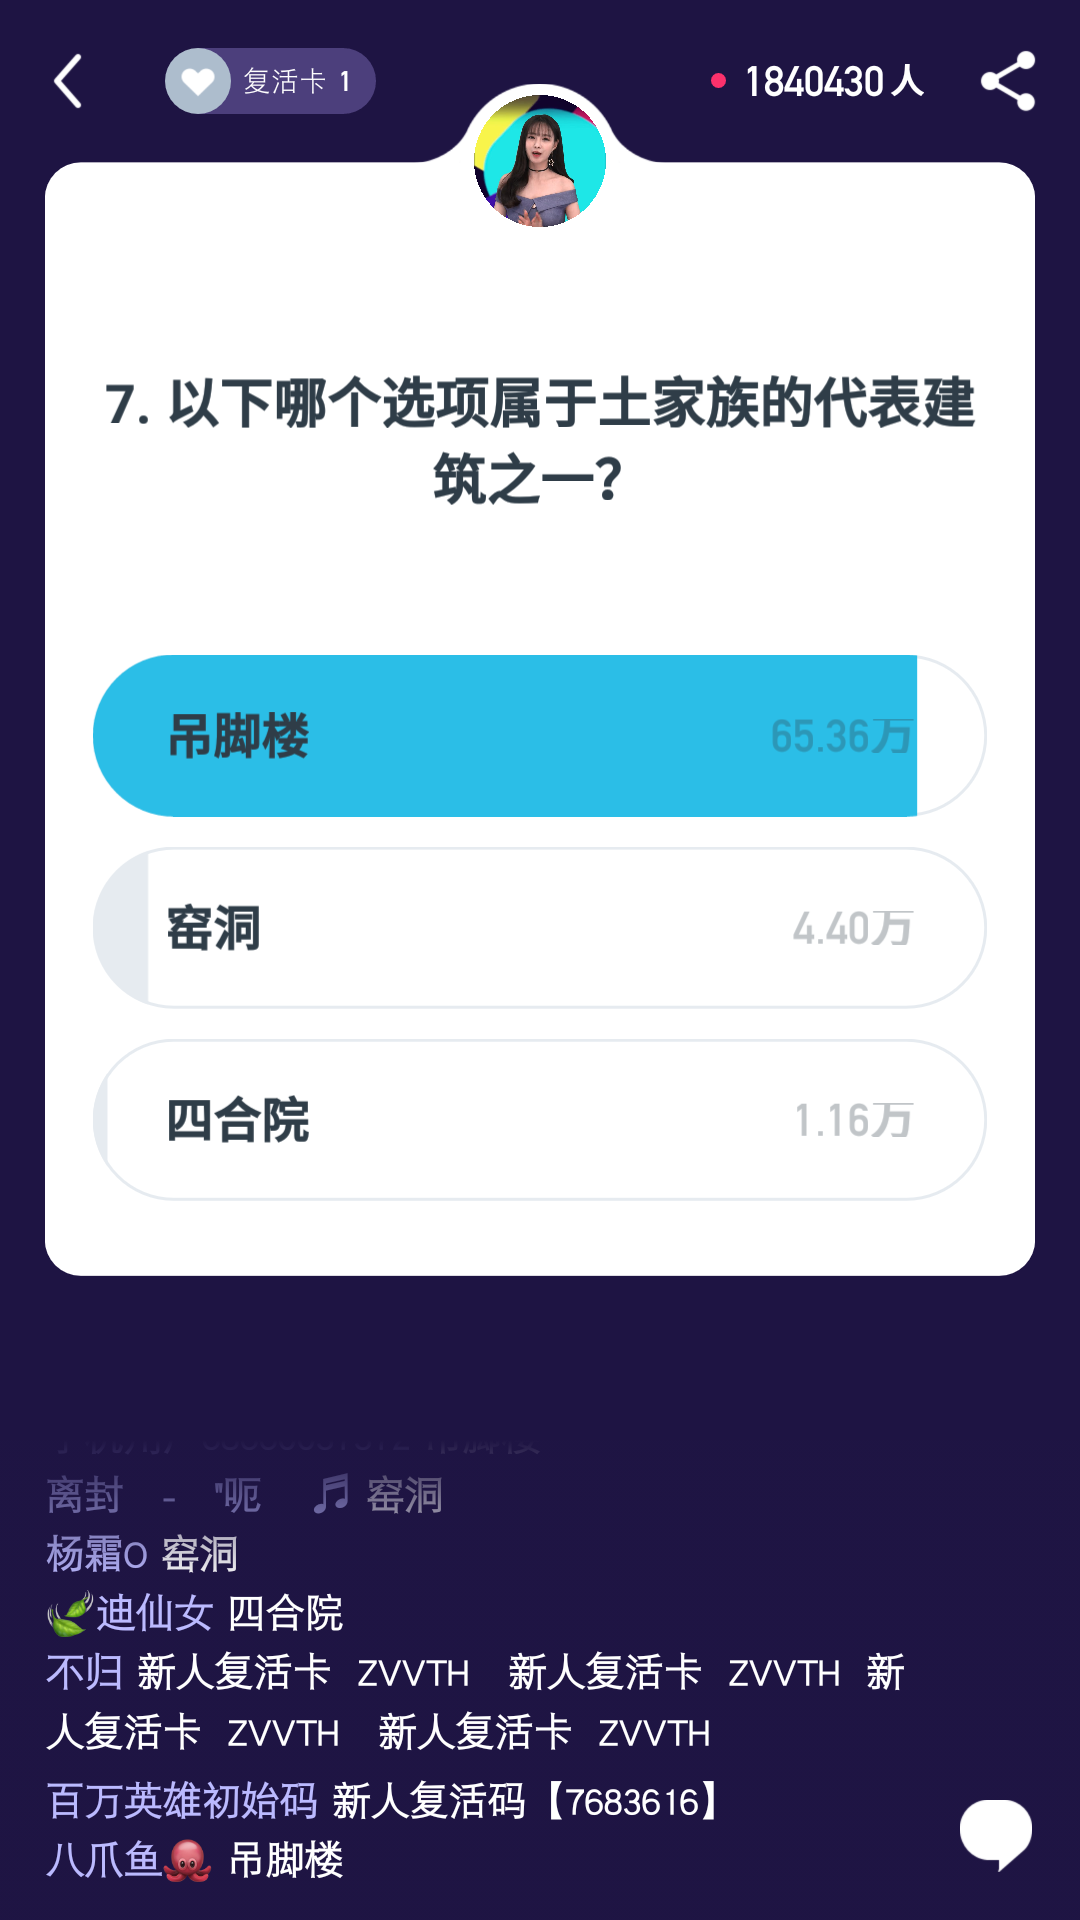 复活卡 1
1840430 人
7. 以下哪个选项属于土家族的代表建
筑之一？
吊脚楼 65.36万
窑洞 4.40万
四合院 1.16万
离封 - "呃 窑洞
杨霜O 窑洞
迪仙女 四合院
不归 新人复活卡 ZVVTH 新人复活卡 ZVVTH 新
人复活卡 ZVVTH 新人复活卡 ZVVTH
百万英雄初始码 新人复活码【7683616】
八爪鱼 吊脚楼